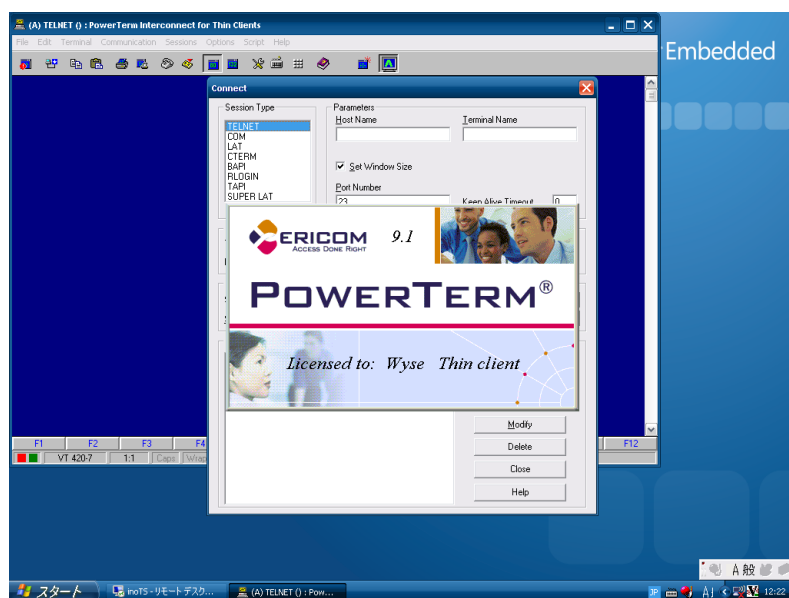 (A) TELNET () : PowerTerm Interconnect for Thin Clients
File Edit Terminal Communication Sessions Options Script Help
Embedded
Connect
Session Type
TELNET
COM
LAT
CTERM
BAPI
RLOGIN
TAPI
SUPER LAT
Parameters
Host Name
Terminal Name
Set Window Size
Port Number
23
Keep Alive Timeout 0
ERICOM 9.1
ACCESS DONE RIGHT
POWERTERM®
Licensed to: Wyse Thin client
Modify
Delete
Close
Help
F1 F2 F3 F4 F12
VT 420-7 1:1 Caps Wrap
A 般
スタート inoTS - リモート デスク... (A) TELNET () : Pow... JP A 12:22